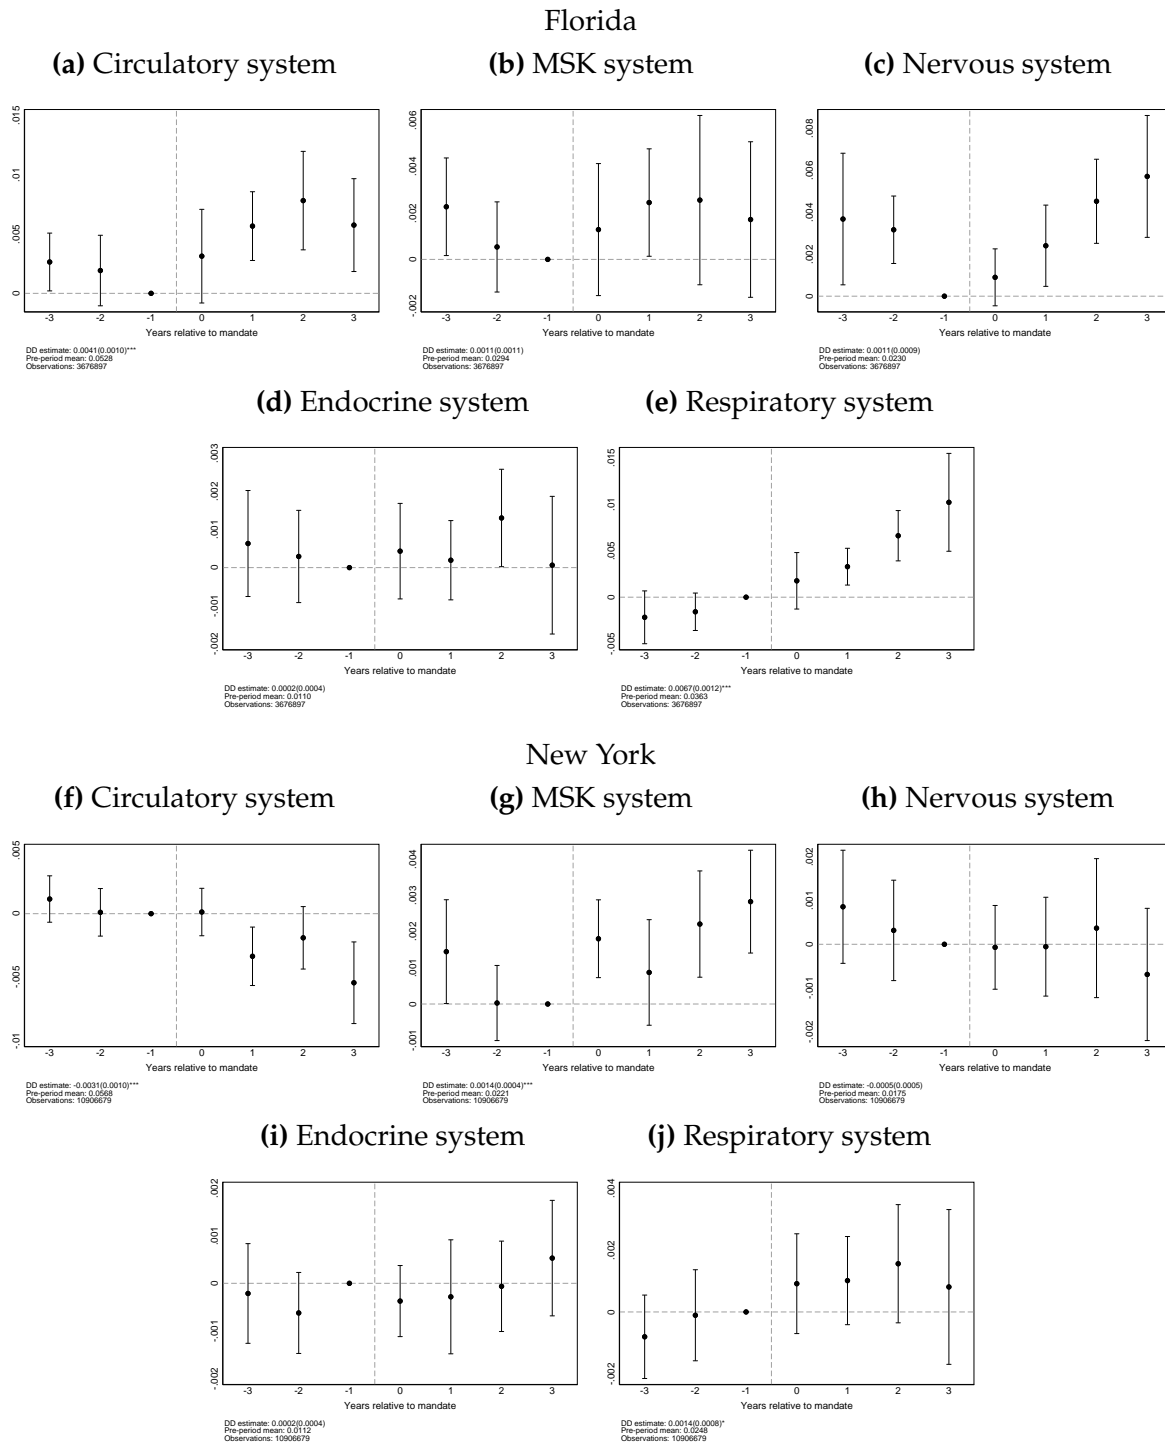 Florida
(a) Circulatory system (b) MSK system (c) Nervous system
.015
.01
.005
0
-3 -2 -1 0 1 2 3
Years relative to mandate
DD estimate: 0.0041(0.0010)***
Pre-period mean: 0.0528
Observations: 3676897
.006
.004
.002
0
-.002
-3 -2 -1 0 1 2 3
Years relative to mandate
DD estimate: 0.0011(0.0011)
Pre-period mean: 0.0294
Observations: 3676897
.008
.006
.004
.002
0
-3 -2 -1 0 1 2 3
Years relative to mandate
DD estimate: 0.0011(0.0009)
Pre-period mean: 0.0230
Observations: 3676897
(d) Endocrine system (e) Respiratory system
.003
.002
.001
0
-.001
-.002
-3 -2 -1 0 1 2 3
Years relative to mandate
DD estimate: 0.0002(0.0004)
Pre-period mean: 0.0110
Observations: 3676897
.015
.01
.005
0
-.005
-3 -2 -1 0 1 2 3
Years relative to mandate
DD estimate: 0.0067(0.0012)***
Pre-period mean: 0.0363
Observations: 3676897
New York
(f) Circulatory system (g) MSK system (h) Nervous system
.005
0
-.005
-.01
-3 -2 -1 0 1 2 3
Years relative to mandate
DD estimate: -0.0031(0.0010)***
Pre-period mean: 0.0568
Observations: 10906679
.004
.003
.002
.001
0
-.001
-3 -2 -1 0 1 2 3
Years relative to mandate
DD estimate: 0.0014(0.0004)***
Pre-period mean: 0.0221
Observations: 10906679
.002
.001
0
-.001
-.002
-3 -2 -1 0 1 2 3
Years relative to mandate
DD estimate: -0.0005(0.0005)
Pre-period mean: 0.0175
Observations: 10906679
(i) Endocrine system (j) Respiratory system
.002
.001
0
-.001
-.002
-3 -2 -1 0 1 2 3
Years relative to mandate
DD estimate: 0.0002(0.0004)
Pre-period mean: 0.0112
Observations: 10906679
.004
.002
0
-.002
-3 -2 -1 0 1 2 3
Years relative to mandate
DD estimate: 0.0014(0.0008)*
Pre-period mean: 0.0248
Observations: 10906679